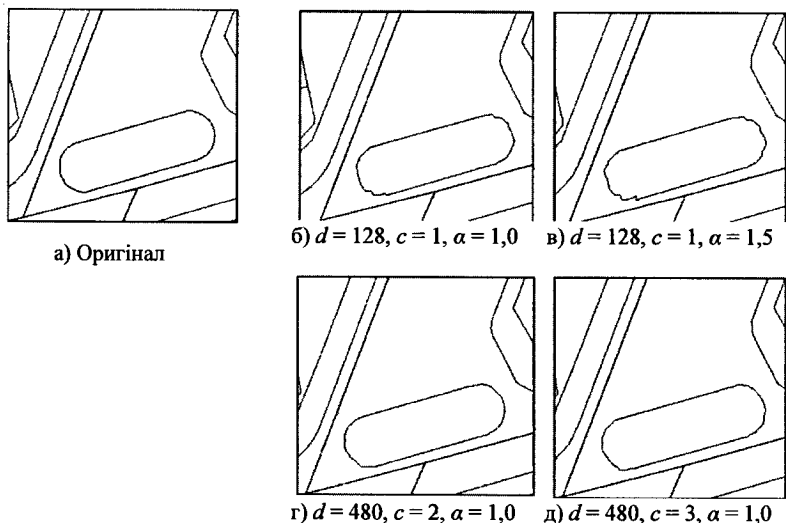 б) d = 128, c = 1, α = 1,0
в) d = 128, c = 1, α = 1,5
а) Оригінал
г) d = 480, c = 2, α = 1,0
д) d = 480, c = 3, α = 1,0